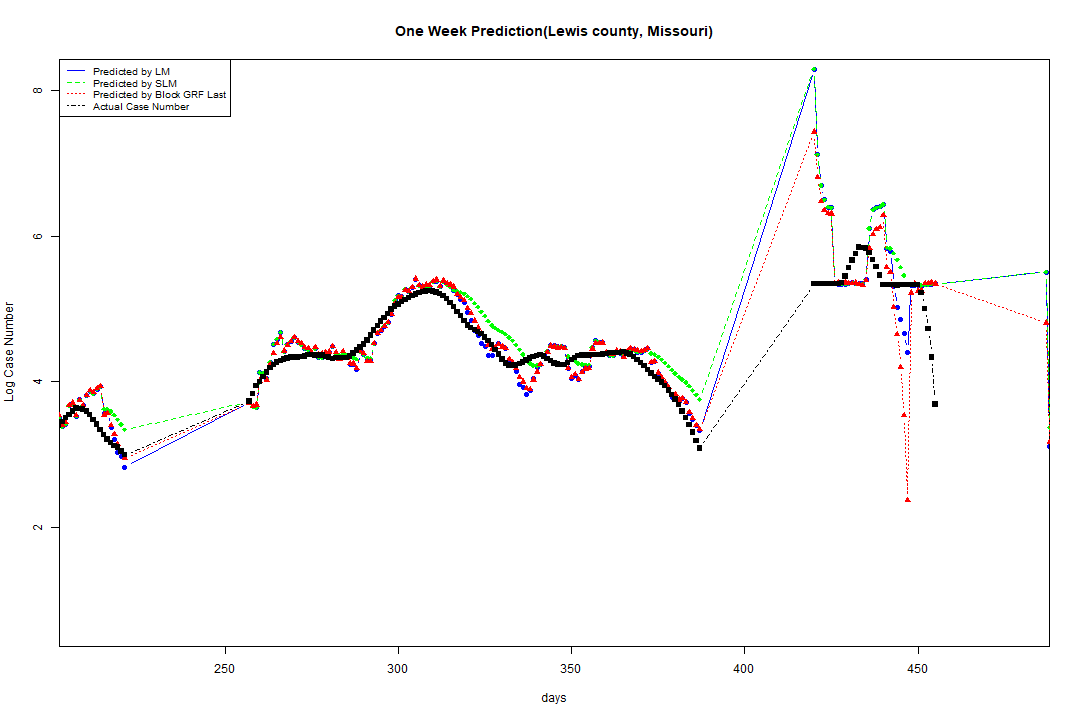 One Week Prediction(Lewis county, Missouri)
Predicted by LM
Predicted by SLM
Predicted by Block GRF Last
Actual Case Number
8
6
4
2
Log Case Number
250 300 350 400 450
days